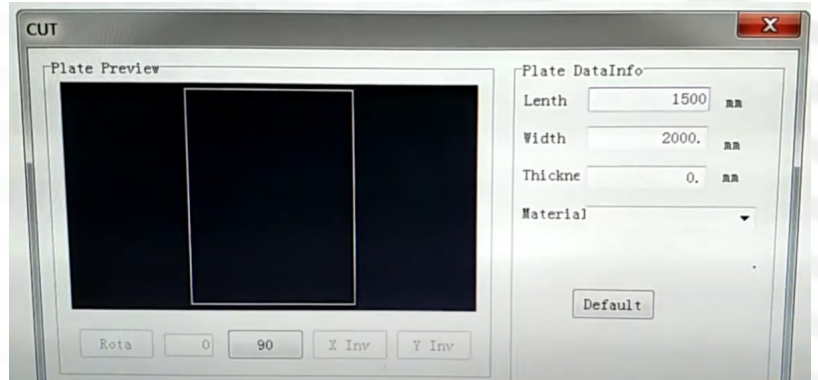 CUT
X
Plate Preview
Plate DataInfo
Lenth 1500 mm
Width 2000. mm
Thickne 0. mm
Material
Default
Rota 0 90 X Inv Y Inv